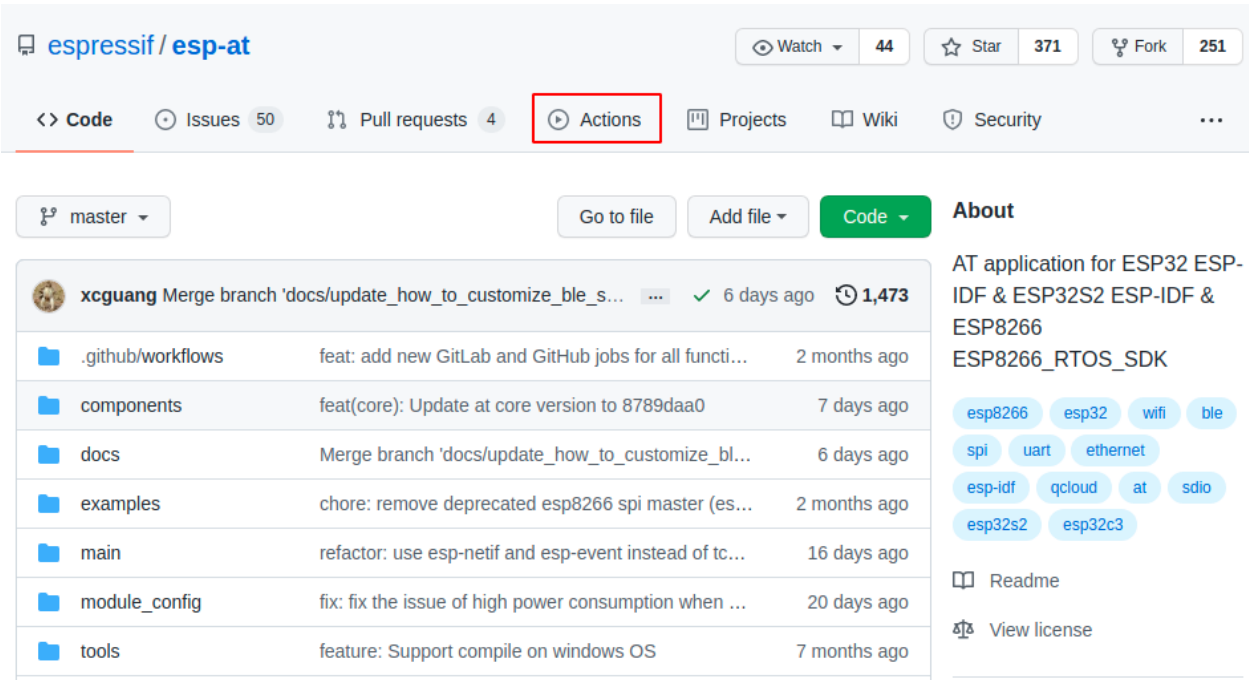 espressif / esp-at
Watch 44 Star 371 Fork 251
<> Code Issues 50 Pull requests 4 Actions Projects Wiki Security ...
master Go to file Add file Code
xcguang Merge branch 'docs/update_how_to_customize_ble_s... ... 6 days ago 1,473
.github/workflows feat: add new GitLab and GitHub jobs for all functi... 2 months ago
components feat(core): Update at core version to 8789daa0 7 days ago
docs Merge branch 'docs/update_how_to_customize_bl... 6 days ago
examples chore: remove deprecated esp8266 spi master (es... 2 months ago
main refactor: use esp-netif and esp-event instead of tc... 16 days ago
module_config fix: fix the issue of high power consumption when ... 20 days ago
tools feature: Support compile on windows OS 7 months ago
About
AT application for ESP32 ESP-
IDF & ESP32S2 ESP-IDF &
ESP8266
ESP8266_RTOS_SDK
esp8266 esp32 wifi ble
spi uart ethernet
esp-idf qcloud at sdio
esp32s2 esp32c3
Readme
View license